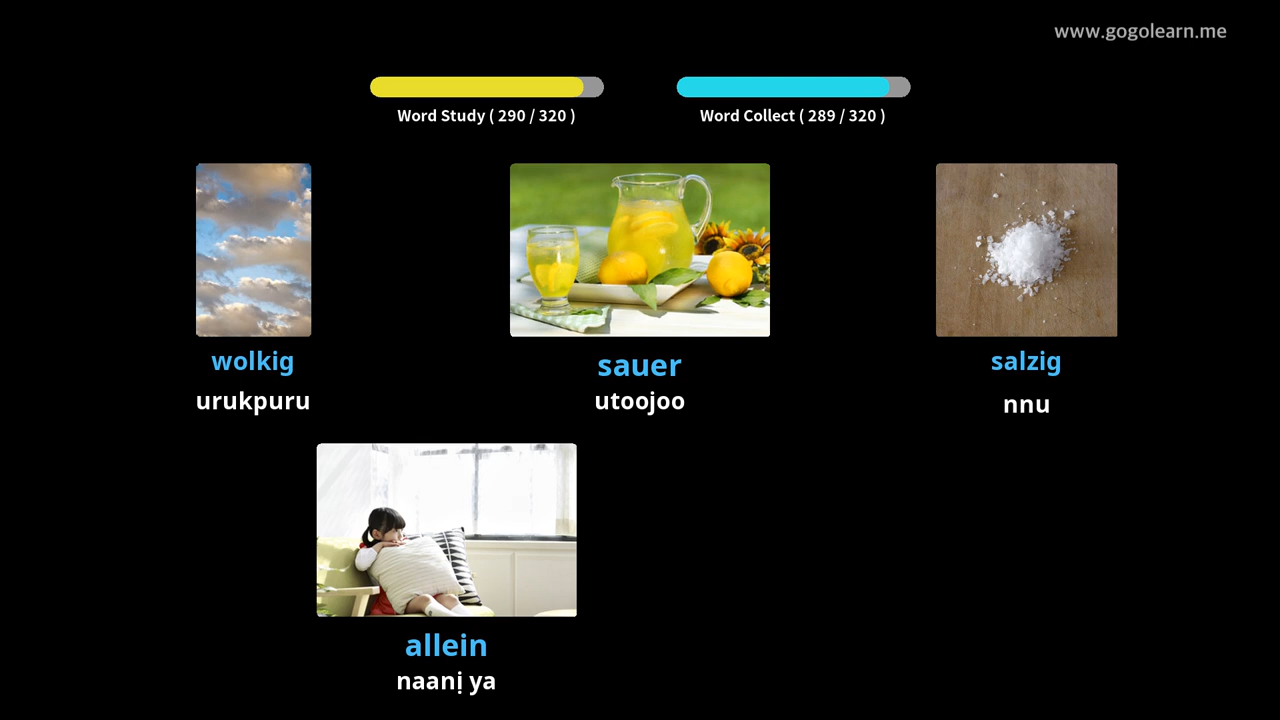 www.gogolearn.me
Word Study ( 290 / 320 )
Word Collect ( 289 / 320 )
wolkig
urukpuru
sauer
utoojoo
salzig
nnu
allein
naanị ya